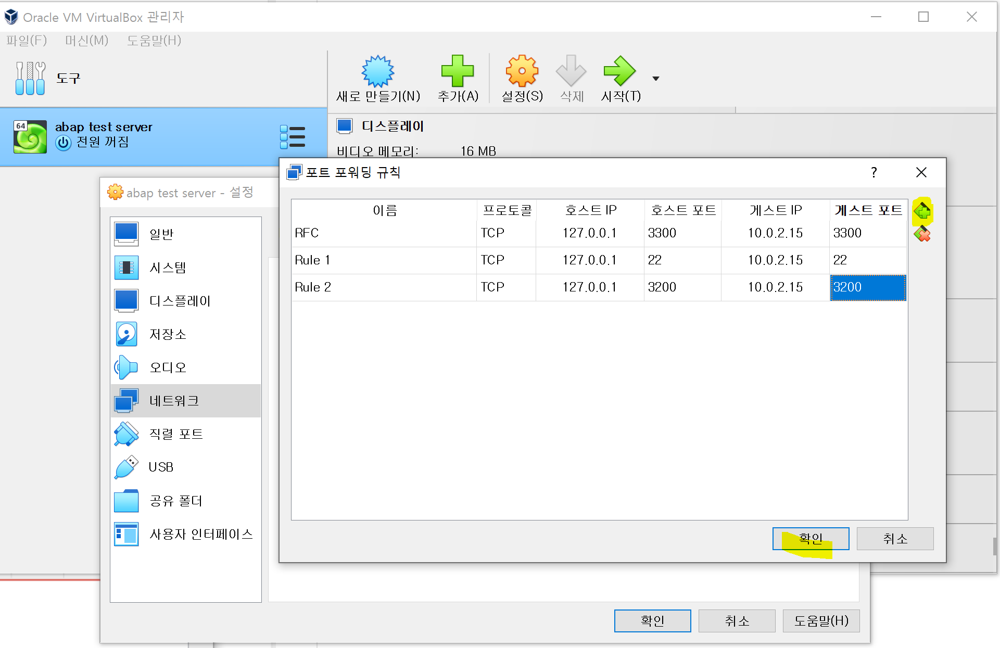 Oracle VM VirtualBox 관리자
파일(F) 머신(M) 도움말(H)
도구
새로 만들기(N) 추가(A) 설정(S) 삭제 시작(T)
64
abap test server
전원 꺼짐
디스플레이
비디오 메모리: 16 MB
포트 포워딩 규칙
?
이름 프로토콜 호스트 IP 호스트 포트 게스트 IP 게스트 포트
RFC TCP 127.0.0.1 3300 10.0.2.15 3300
Rule 1 TCP 127.0.0.1 22 10.0.2.15 22
Rule 2 TCP 127.0.0.1 3200 10.0.2.15 3200
확인 취소
abap test server - 설정
일반
시스템
디스플레이
저장소
오디오
네트워크
직렬 포트
USB
공유 폴더
사용자 인터페이스
확인 취소 도움말(H)